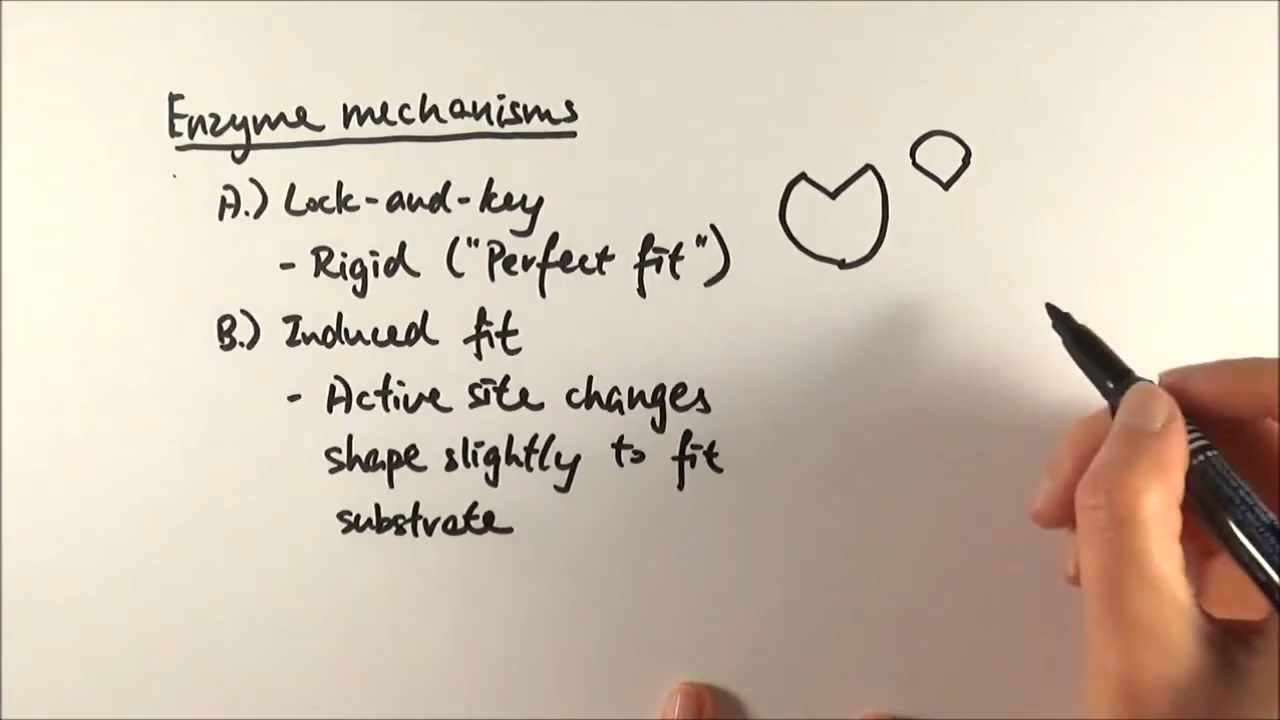 Enzyme mechanisms
A.) Lock-and-key
- Rigid ("Perfect fit")
B.) Induced fit
- Active site changes
shape slightly to fit
substrate